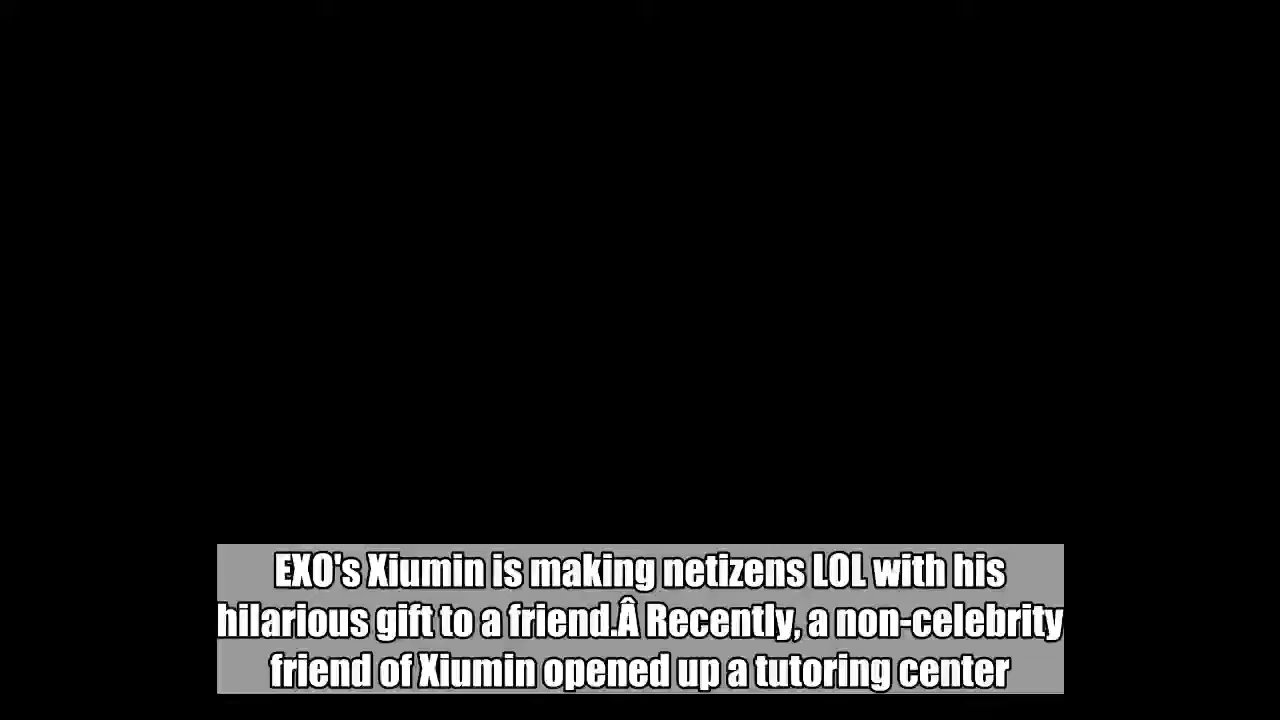 EXO's Xiumin is making netizens LOL with his
hilarious gift to a friend.Â Recently, a non-celebrity
friend of Xiumin opened up a tutoring center